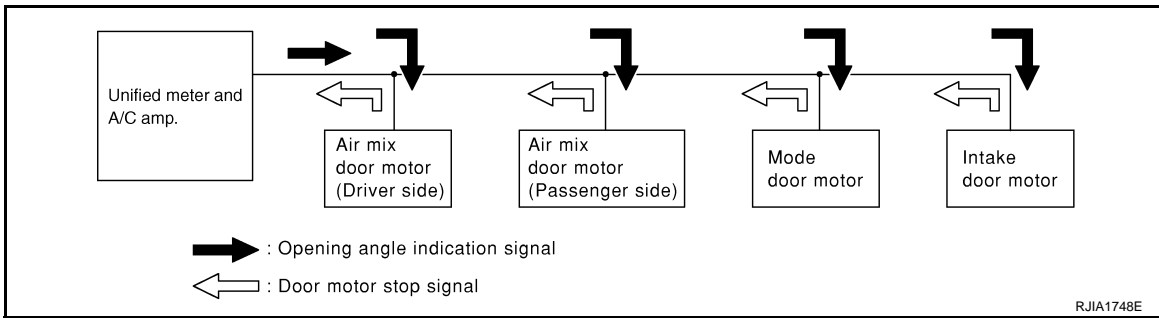 Unified meter and
A/C amp.
Air mix
door motor
(Driver side)
Air mix
door motor
(Passenger side)
Mode
door motor
Intake
door motor
: Opening angle indication signal
: Door motor stop signal
RJIA1748E